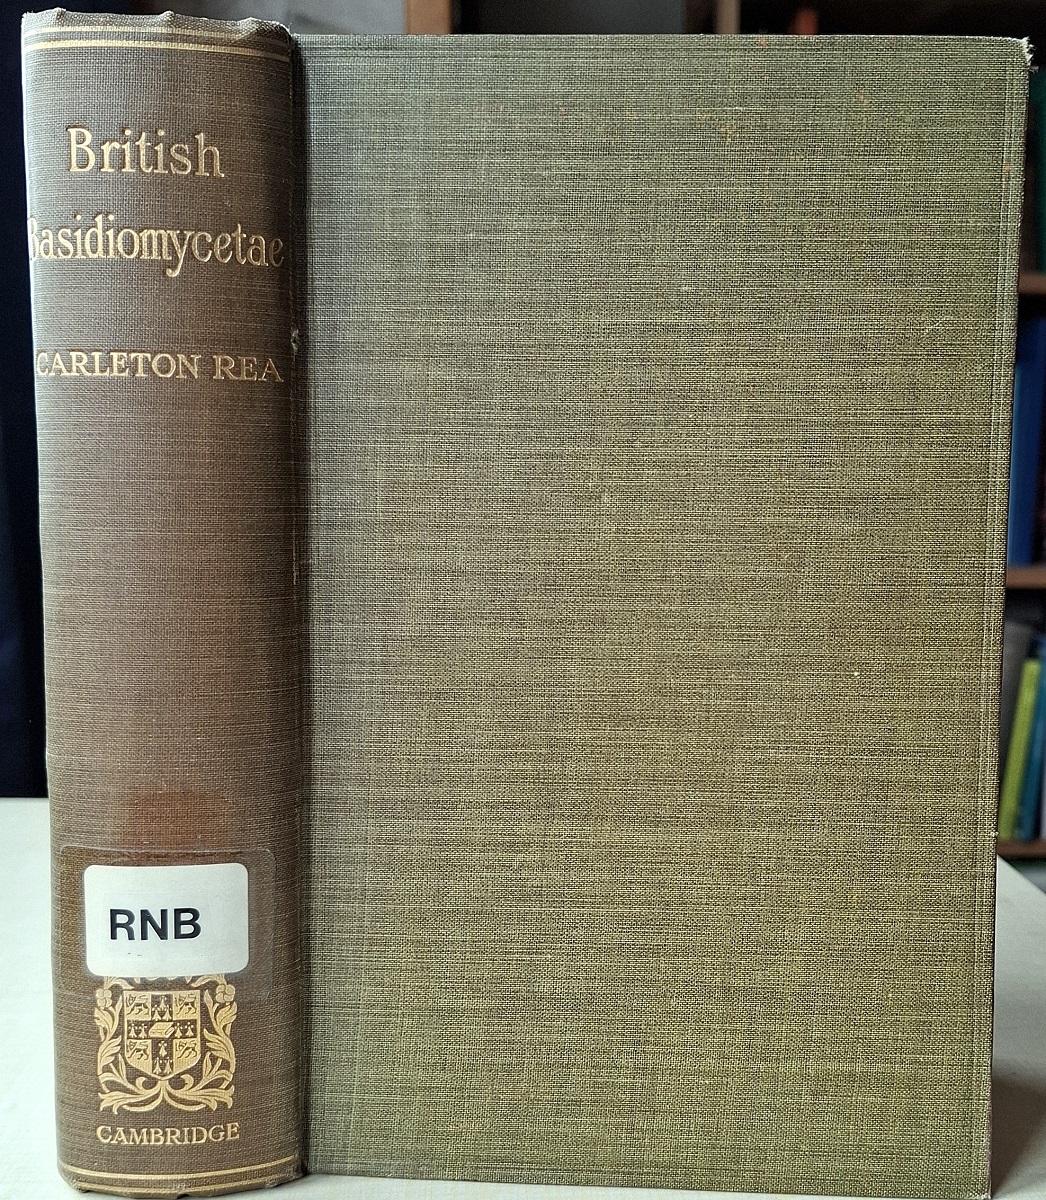 British
Basidiomycetae
CARLETON REA
RNB
CAMBRIDGE